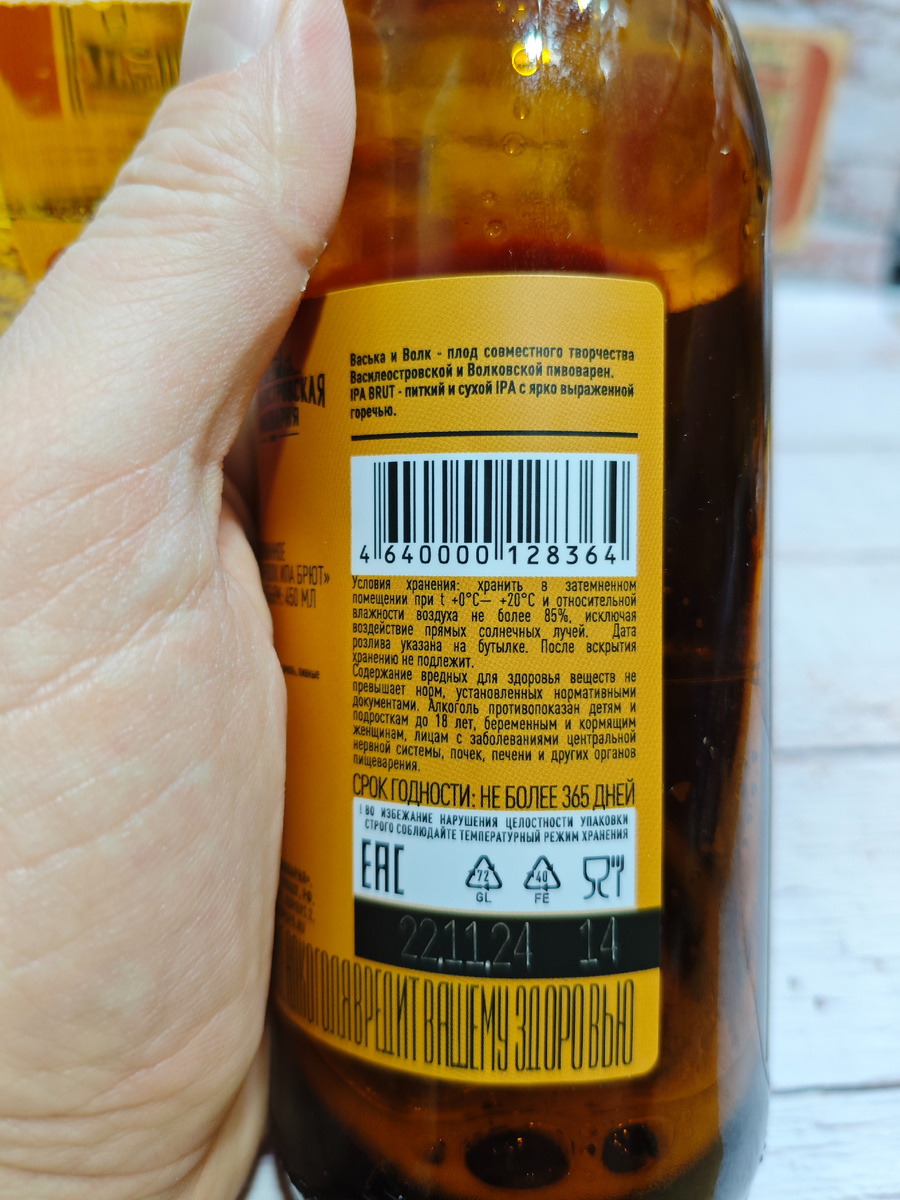 Васька и Волк - плод совместного творчества
Василеостровской и Волковской пивоварен.
IPA BRUT - питкий и сухой IPA с ярко выраженной
горечью.
4 640000 128364
ИПА БРЮТ»
450 МЛ
Условия хранения: хранить в затемненном
помещении при t +0°С— +20°С и относительной
влажности воздуха не более 85%, исключая
воздействие прямых солнечных лучей. Дата
розлива указана на бутылке. После вскрытия
хранению не подлежит.
Содержание вредных для здоровья веществ не
превышает норм, установленных нормативными
документами. Алкоголь противопоказан детям и
подросткам до 18 лет, беременным и кормящим
женщинам, лицам с заболеваниями центральной
нервной системы, почек, печени и других органов
пищеварения.
СРОК ГОДНОСТИ: НЕ БОЛЕЕ 365 ДНЕЙ
! ВО ИЗБЕЖАНИЕ НАРУШЕНИЯ ЦЕЛОСТНОСТИ УПАКОВКИ
СТРОГО СОБЛЮДАЙТЕ ТЕМПЕРАТУРНЫЙ РЕЖИМ ХРАНЕНИЯ
EAC
72
GL
40
FE
22.11.24 14
ВРЕДИТ ВАШЕМУ ЗДОРОВЬЮ